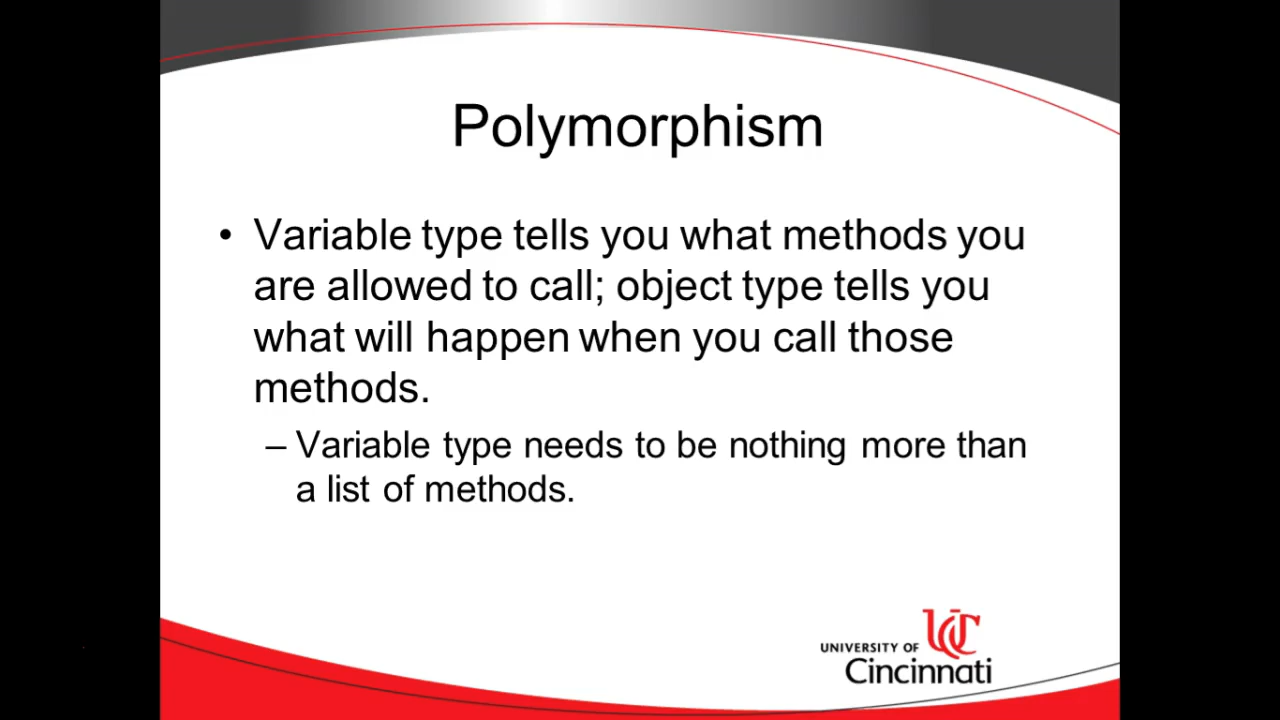 Polymorphism
• Variable type tells you what methods you
are allowed to call; object type tells you
what will happen when you call those
methods.
– Variable type needs to be nothing more than
a list of methods.
UC
UNIVERSITY OF
Cincinnati